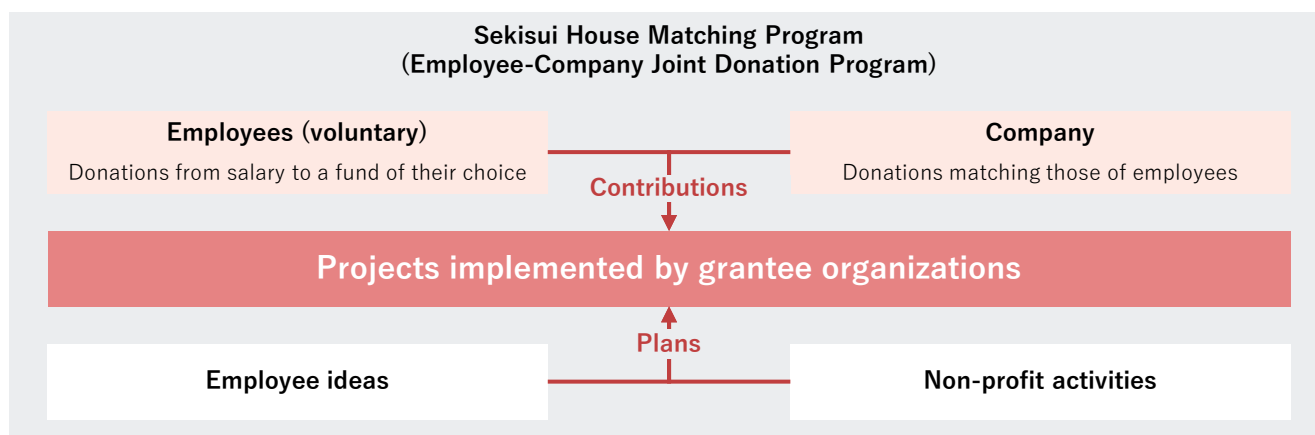 Sekisui House Matching Program
(Employee-Company Joint Donation Program)
Employees (voluntary)
Donations from salary to a fund of their choice
Company
Donations matching those of employees
Contributions
Projects implemented by grantee organizations
Plans
Employee ideas
Non-profit activities